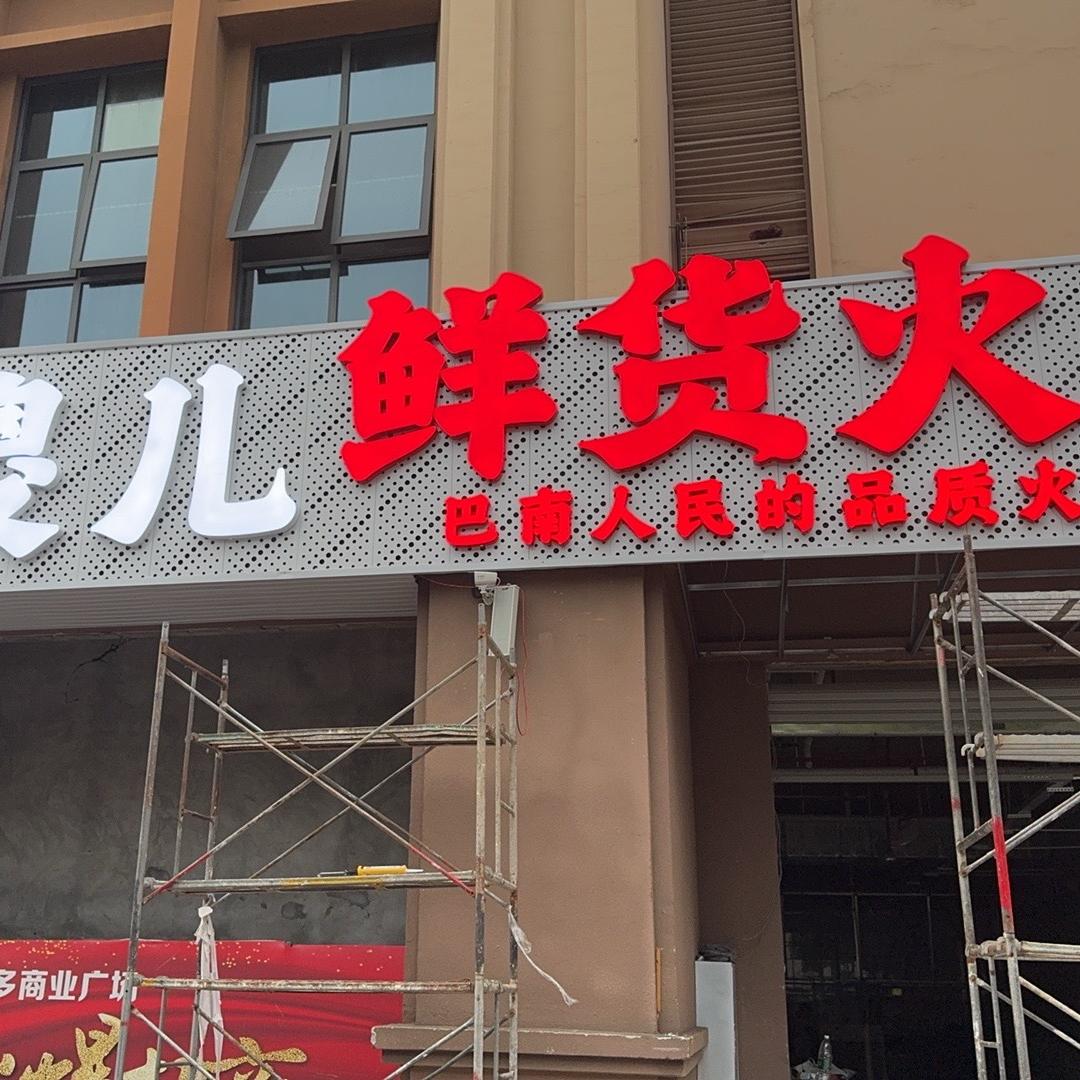 儿 鲜货火
巴南人民的品质火
多商业广场